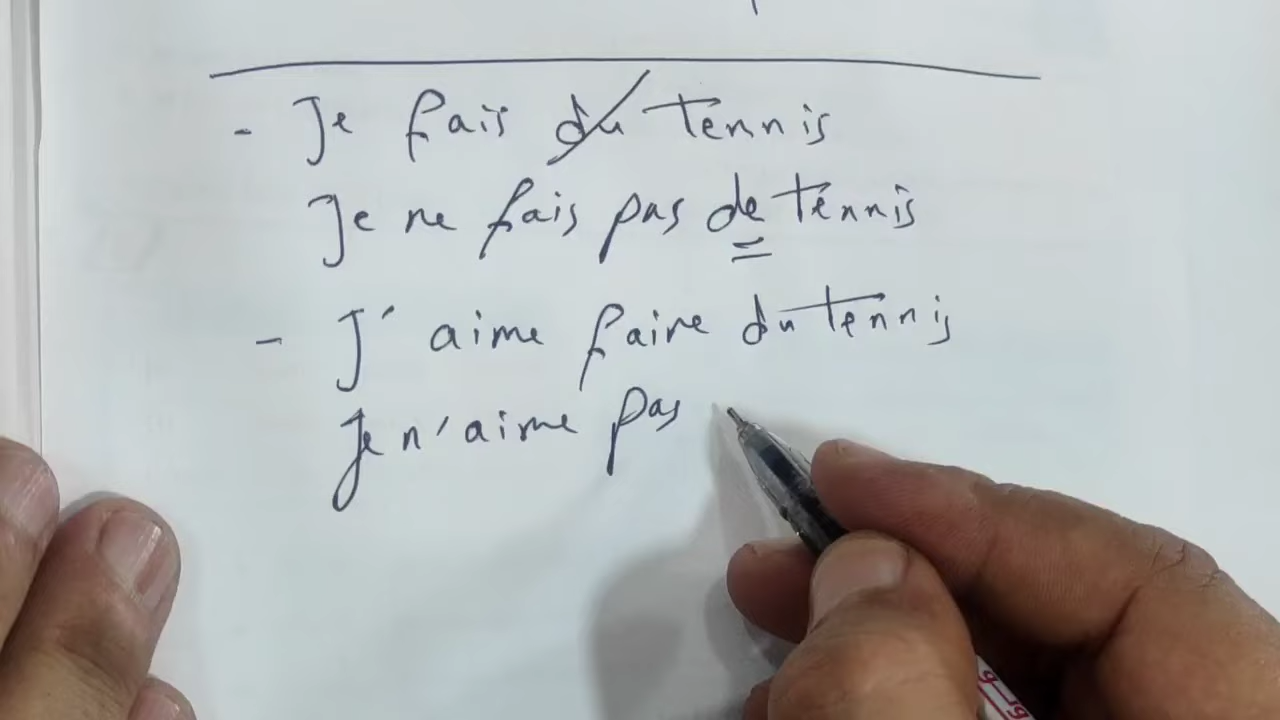 - Je fais du tennis
Je ne fais pas de tennis
- J'aime faire du tennis
Je n'aime pas